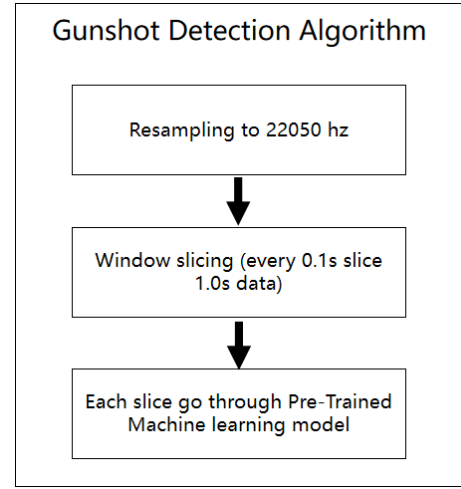 Gunshot Detection Algorithm
Resampling to 22050 hz
Window slicing (every 0.1s slice
1.0s data)
Each slice go through Pre-Trained
Machine learning model